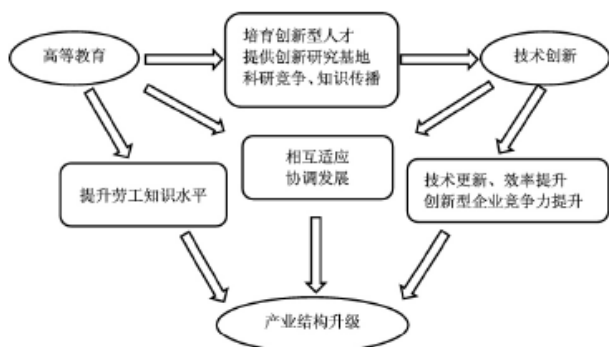 高等教育
培育创新型人才
提供创新研究基地
科研竞争、知识传播
技术创新
提升劳工知识水平
相互适应
协调发展
技术更新、效率提升
创新型企业竞争力提升
产业结构升级